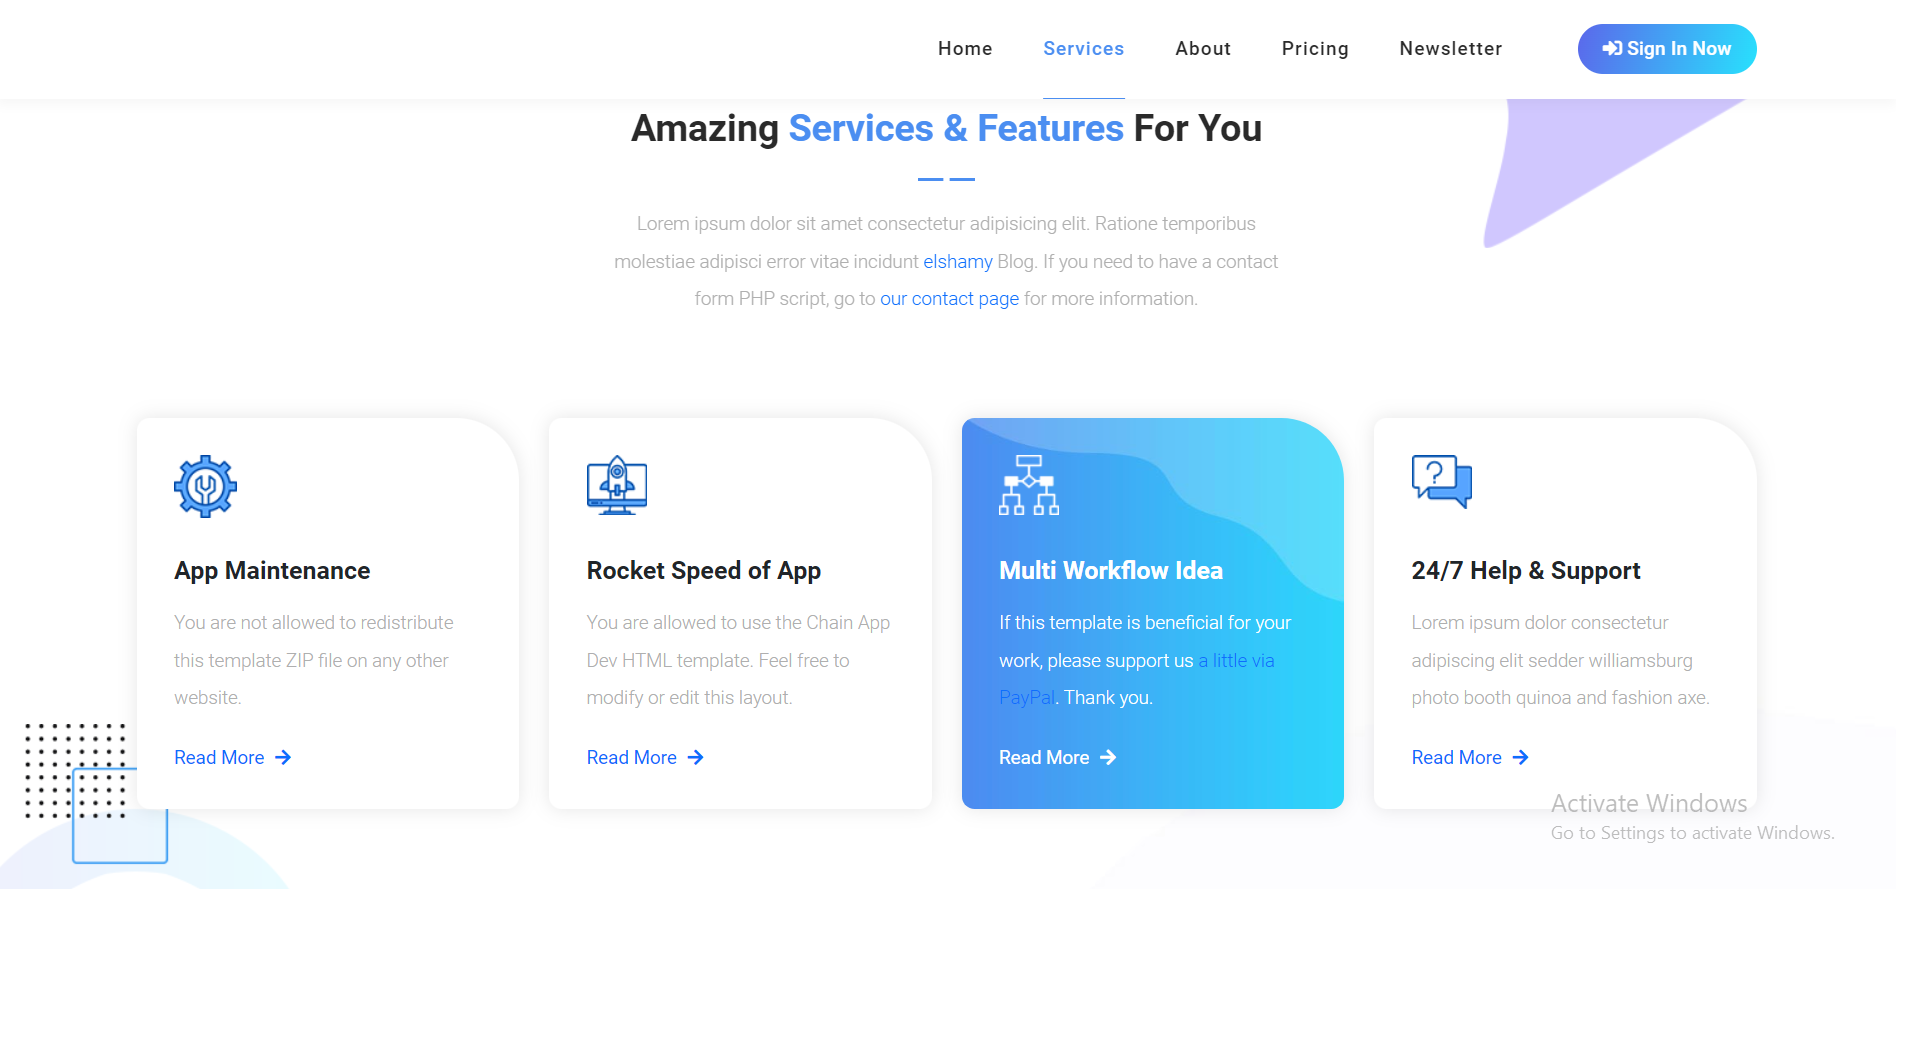 Home Services About Pricing Newsletter Sign In Now
Amazing Services & Features For You
Lorem ipsum dolor sit amet consectetur adipisicing elit. Ratione temporibus
molestiae adipisci error vitae incidunt elshamy Blog. If you need to have a contact
form PHP script, go to our contact page for more information.
App Maintenance
You are not allowed to redistribute
this template ZIP file on any other
website.
Read More
Rocket Speed of App
You are allowed to use the Chain App
Dev HTML template. Feel free to
modify or edit this layout.
Read More
Multi Workflow Idea
If this template is beneficial for your
work, please support us a little via
PayPal. Thank you.
Read More
24/7 Help & Support
Lorem ipsum dolor consectetur
adipiscing elit sedder williamsburg
photo booth quinoa and fashion axe.
Read More
Activate Windows
Go to Settings to activate Windows.